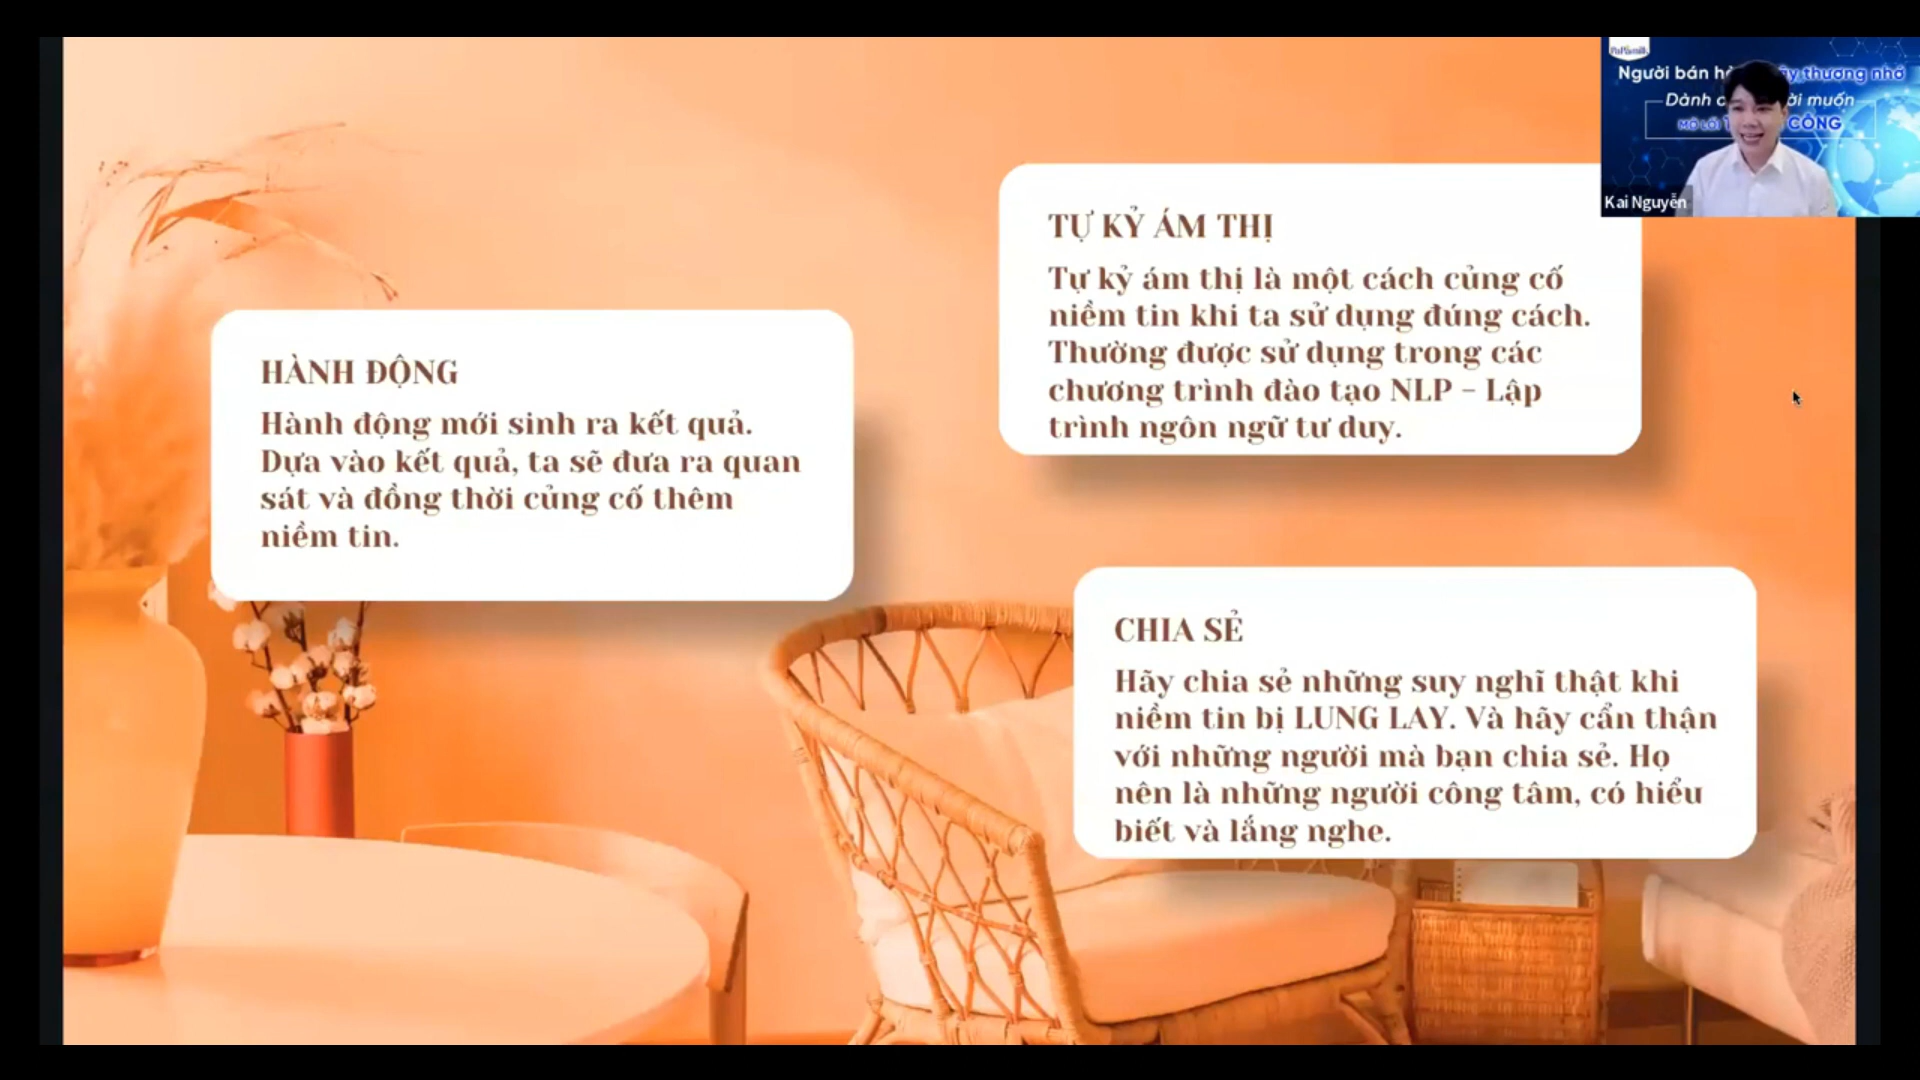 HÀNH ĐỘNG
Hành động mới sinh ra kết quả.
Dựa vào kết quả, ta sẽ đưa ra quan
sát và đồng thời củng cố thêm
niềm tin.
TỰ KỶ ÁM THỊ
Tự kỷ ám thị là một cách củng cố
niềm tin khi ta sử dụng đúng cách.
Thường được sử dụng trong các
chương trình đào tạo NLP - Lập
trình ngôn ngữ tư duy.
CHIA SẺ
Hãy chia sẻ những suy nghĩ thật khi
niềm tin bị LUNG LAY. Và hãy cẩn thận
với những người mà bạn chia sẻ. Họ
nên là những người công tâm, có hiểu
biết và lắng nghe.
Người bán thương nhớ
Dành muốn
CÔNG
Kai Nguyễn